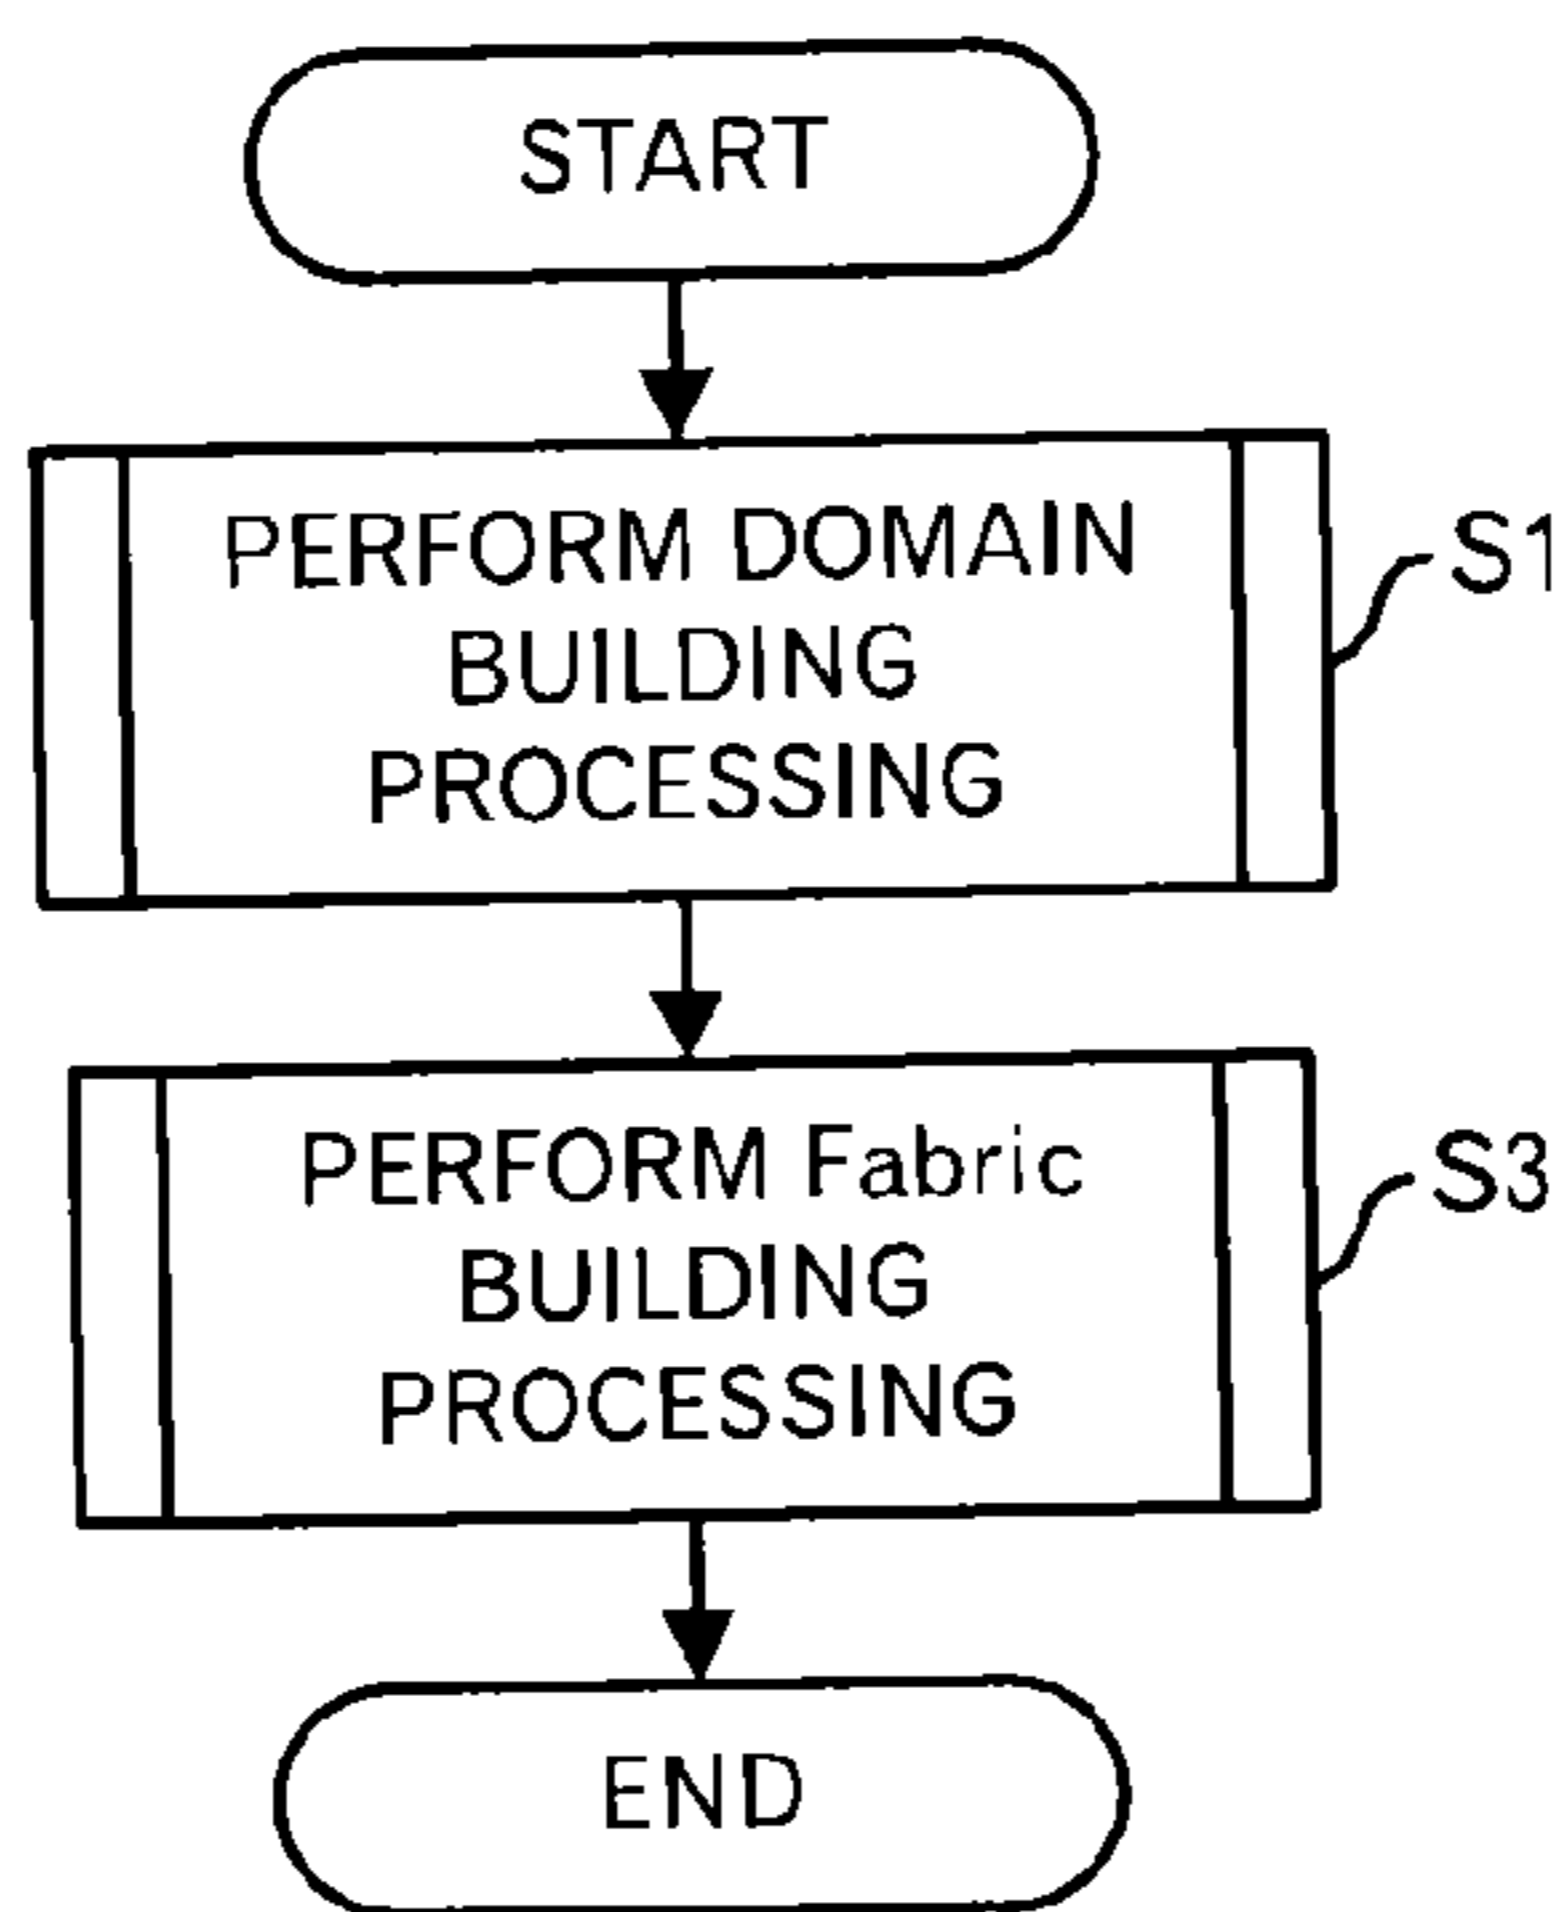 START
PERFORM DOMAIN
BUILDING
PROCESSING
S1
PERFORM Fabric
BUILDING
PROCESSING
S3
END